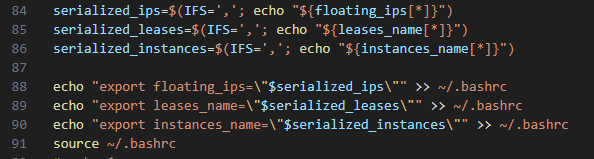 84 serialized_ips=$(IFS=','; echo "${floating_ips[*]}")
85 serialized_leases=$(IFS=','; echo "${leases_name[*]}")
86 serialized_instances=$(IFS=','; echo "${instances_name[*]}")
87
88 echo "export floating_ips=\"$serialized_ips\"" >> ~/.bashrc
89 echo "export leases_name=\"$serialized_leases\"" >> ~/.bashrc
90 echo "export instances_name=\"$serialized_instances\"" >> ~/.bashrc
91 source ~/.bashrc